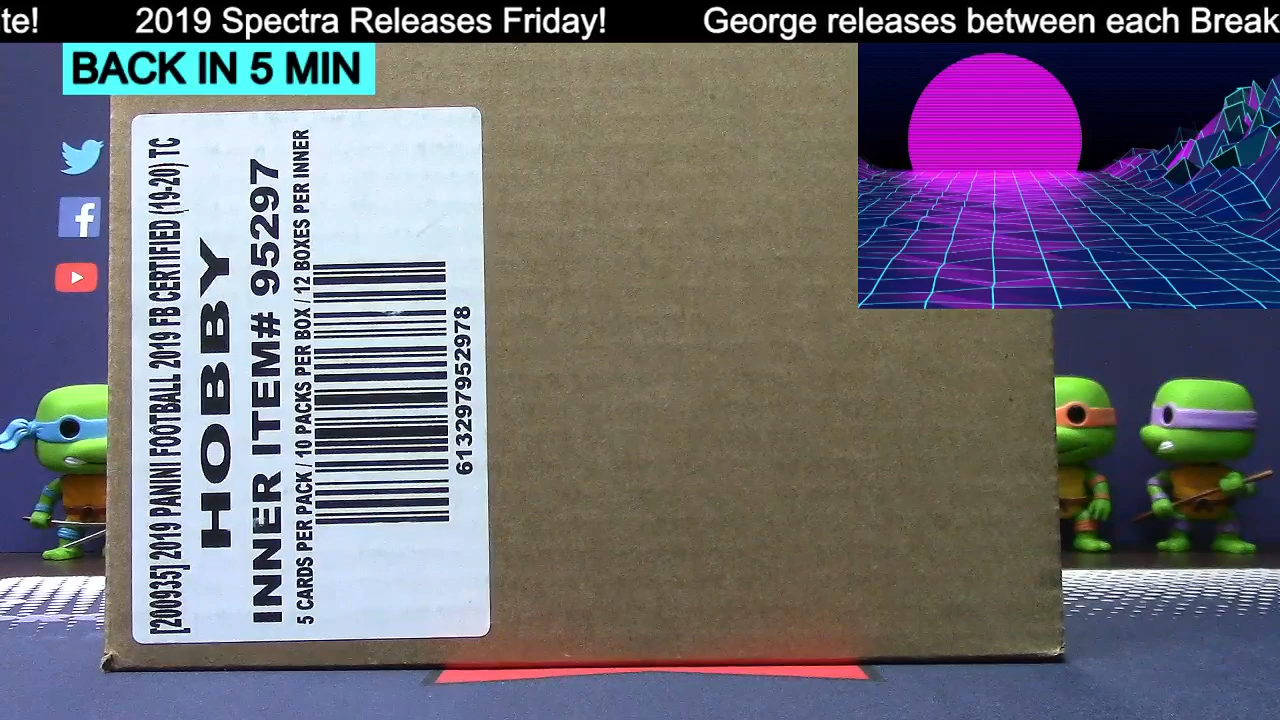 te! 2019 Spectra Releases Friday! George releases between each Break
BACK IN 5 MIN
[200935] 2019 PANINI FOOTBALL 2019 FB CERTIFIED (19-20) TC
HOBBY
INNER ITEM# 95297
5 CARDS PER PACK / 10 PACKS PER BOX / 12 BOXES PER INNER
613297952978